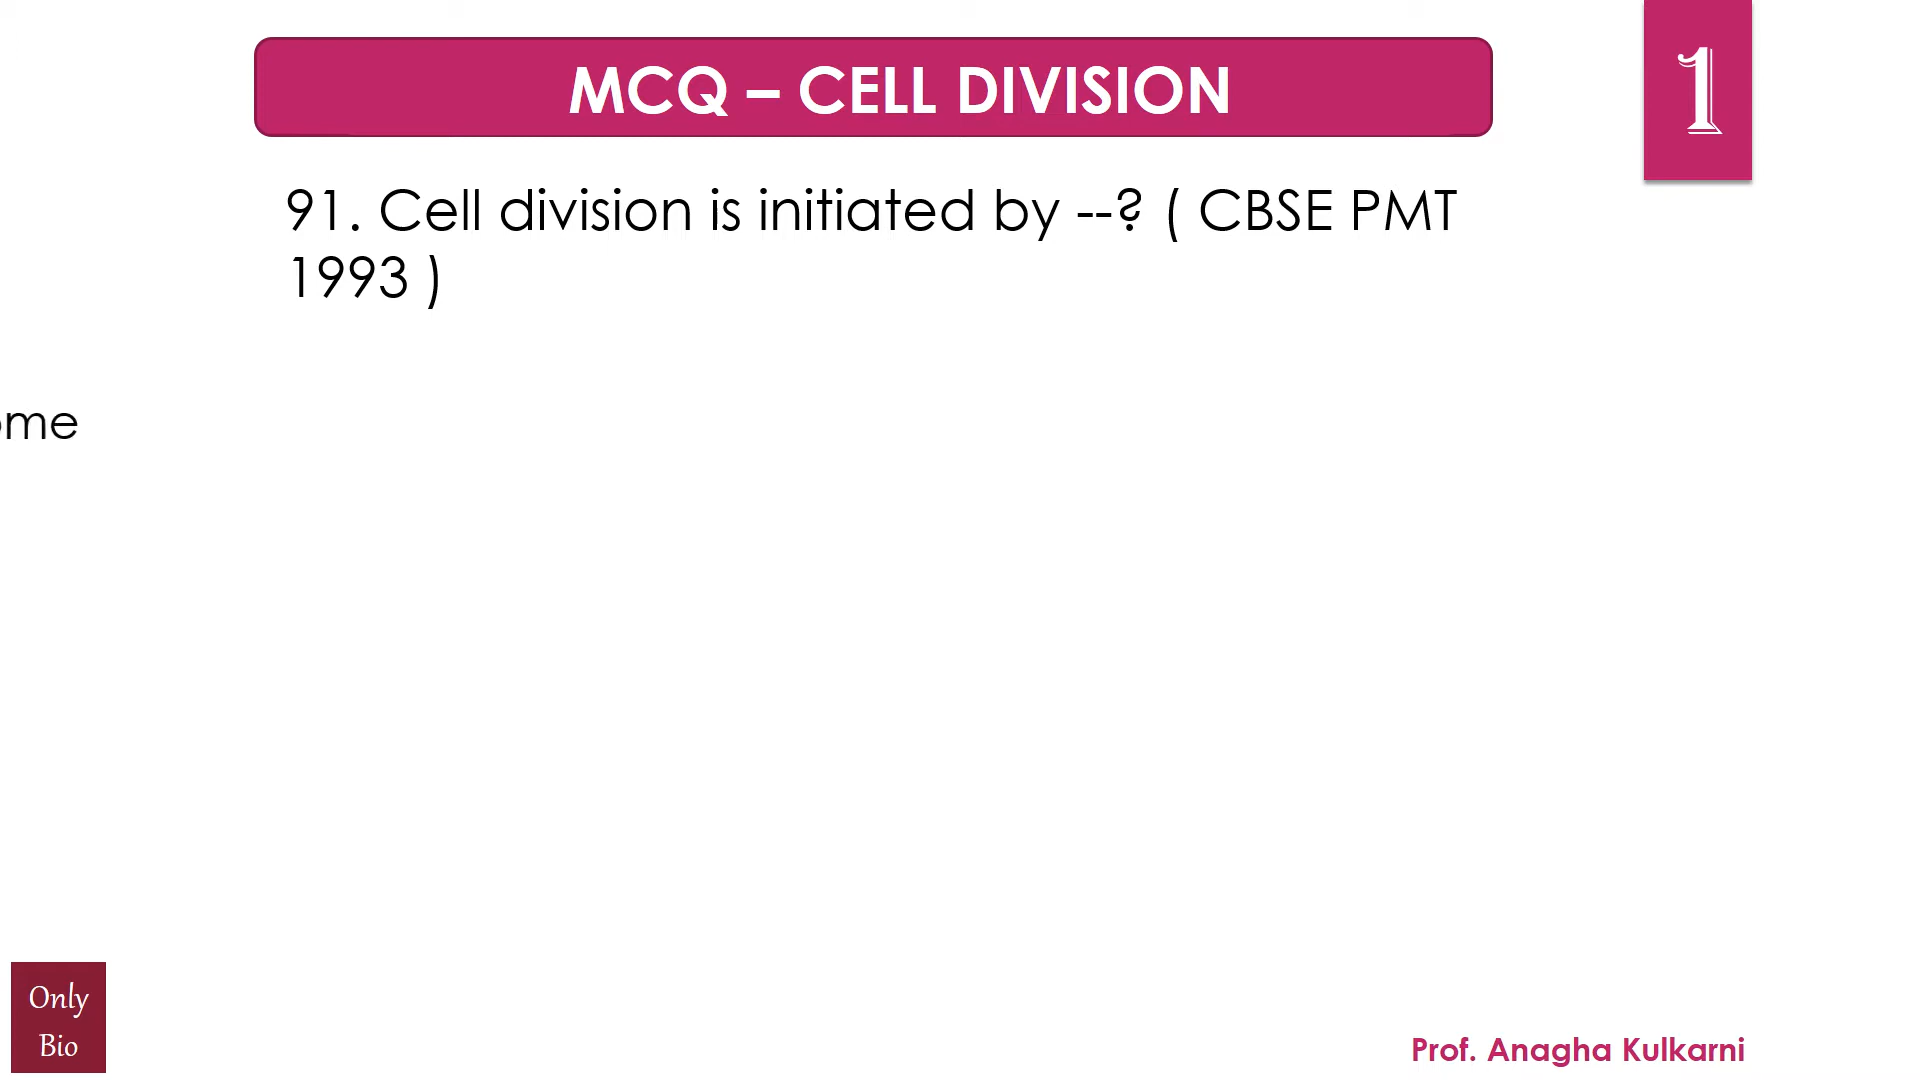 MCQ – CELL DIVISION
1
91. Cell division is initiated by --? ( CBSE PMT
1993 )
ome
Only
Bio
Prof. Anagha Kulkarni